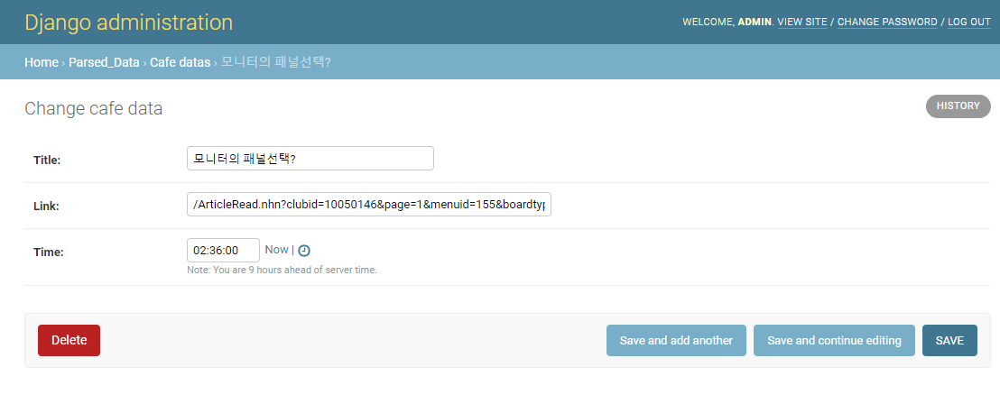 Django administration
WELCOME, ADMIN. VIEW SITE / CHANGE PASSWORD / LOG OUT
Home › Parsed_Data › Cafe datas › 모니터의 패널선택?
Change cafe data
HISTORY
Title:
모니터의 패널선택?
Link:
/ArticleRead.nhn?clubid=10050146&page=1&menuid=155&boardtyp
Time:
02:36:00
Now |
Note: You are 9 hours ahead of server time.
Delete
Save and add another
Save and continue editing
SAVE